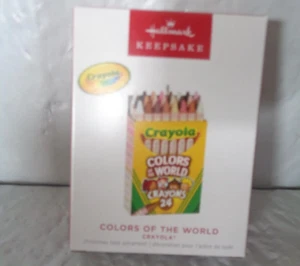 Hallmark
KEEPSAKE
Crayola
Crayola
COLORS
OF THE
WORLD
CRAYONS
24
COLORS OF THE WORLD
CRAYOLA